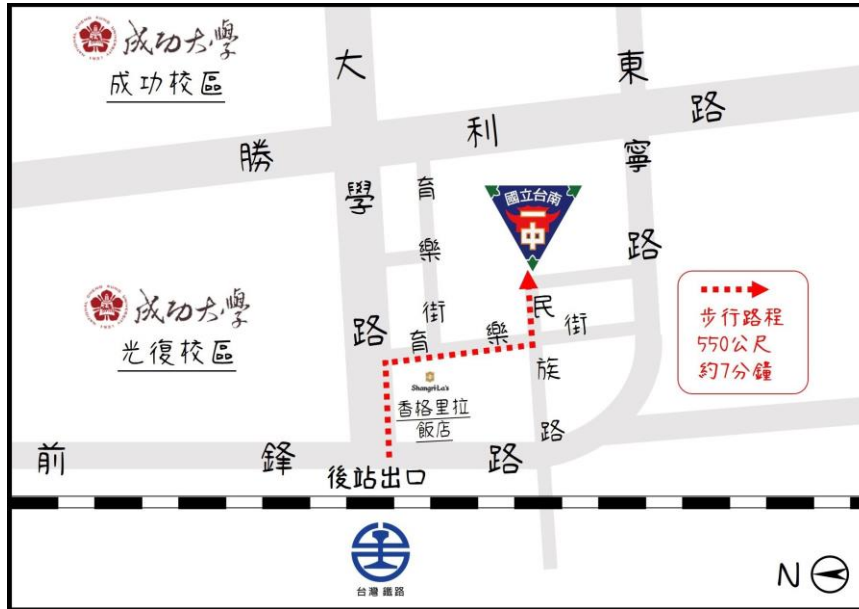 成功大學
成功校區
大學路
東寧路
勝利路
育樂街
國立台南
一中
成功大學
光復校區
育樂街
民族路
步行路程
550公尺
約7分鐘
Shangri-La's
香格里拉
飯店
前鋒路
後站出口
台灣鐵路
N